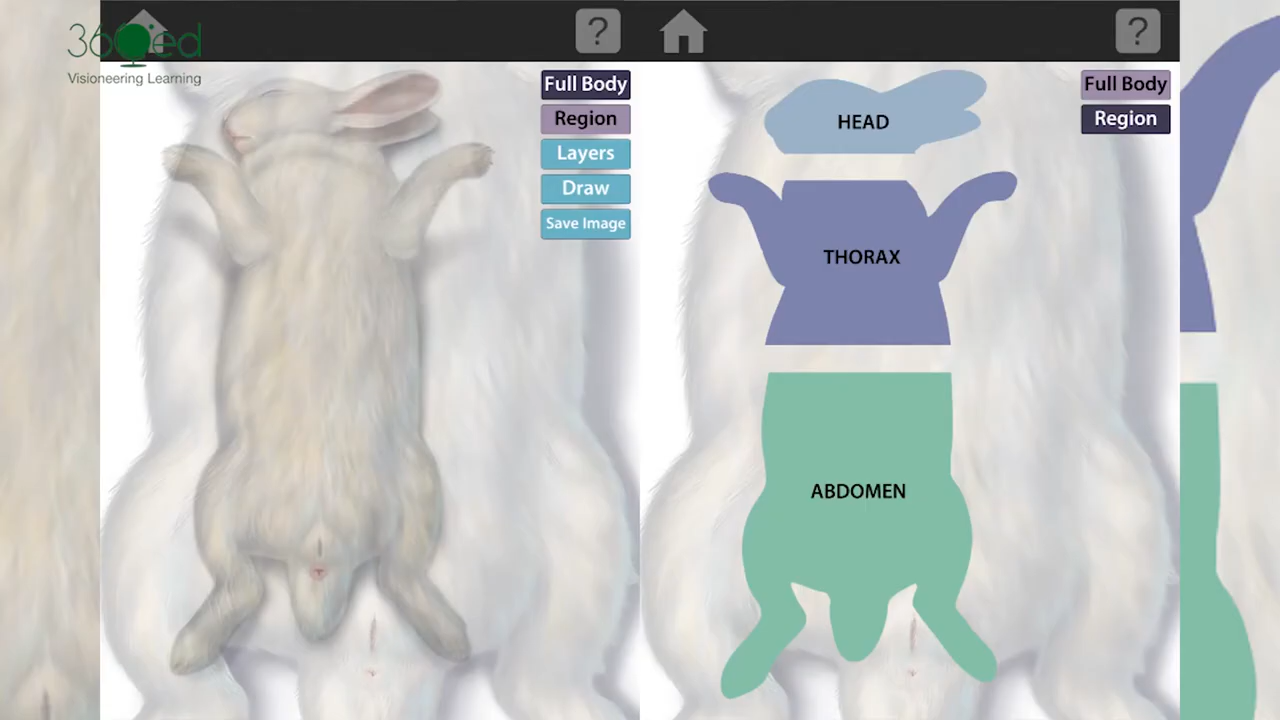 360ed
Visioneering Learning
?
Full Body
Region
Layers
Draw
Save Image
?
Full Body
Region
HEAD
THORAX
ABDOMEN